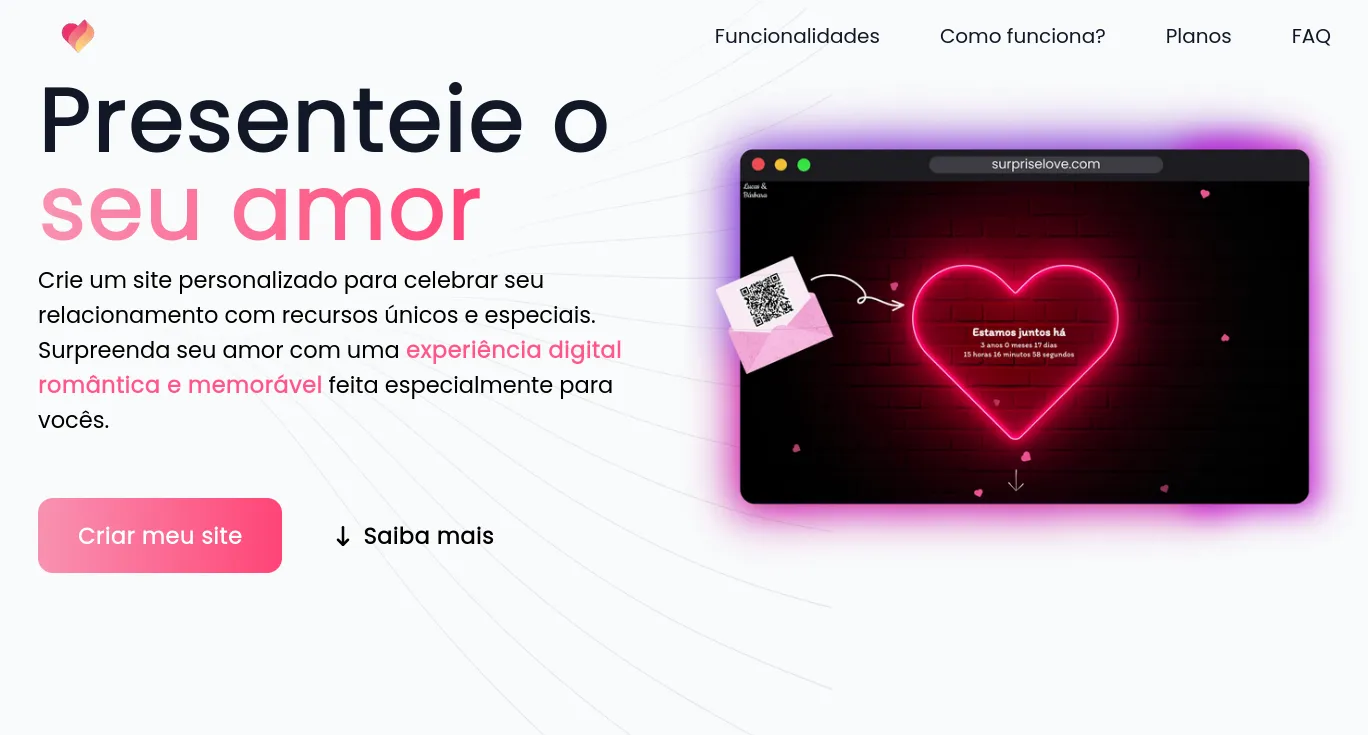 Funcionalidades
Como funciona?
Planos
FAQ
Presenteie o
seu amor
Crie um site personalizado para celebrar seu
relacionamento com recursos únicos e especiais.
Surpreenda seu amor com uma experiência digital
romântica e memorável feita especialmente para
vocês.
Criar meu site
↓ Saiba mais
surpriselove.com
Lucas &
Bárbara
Estamos juntos há
3 anos 0 meses 17 dias
15 horas 16 minutos 58 segundos